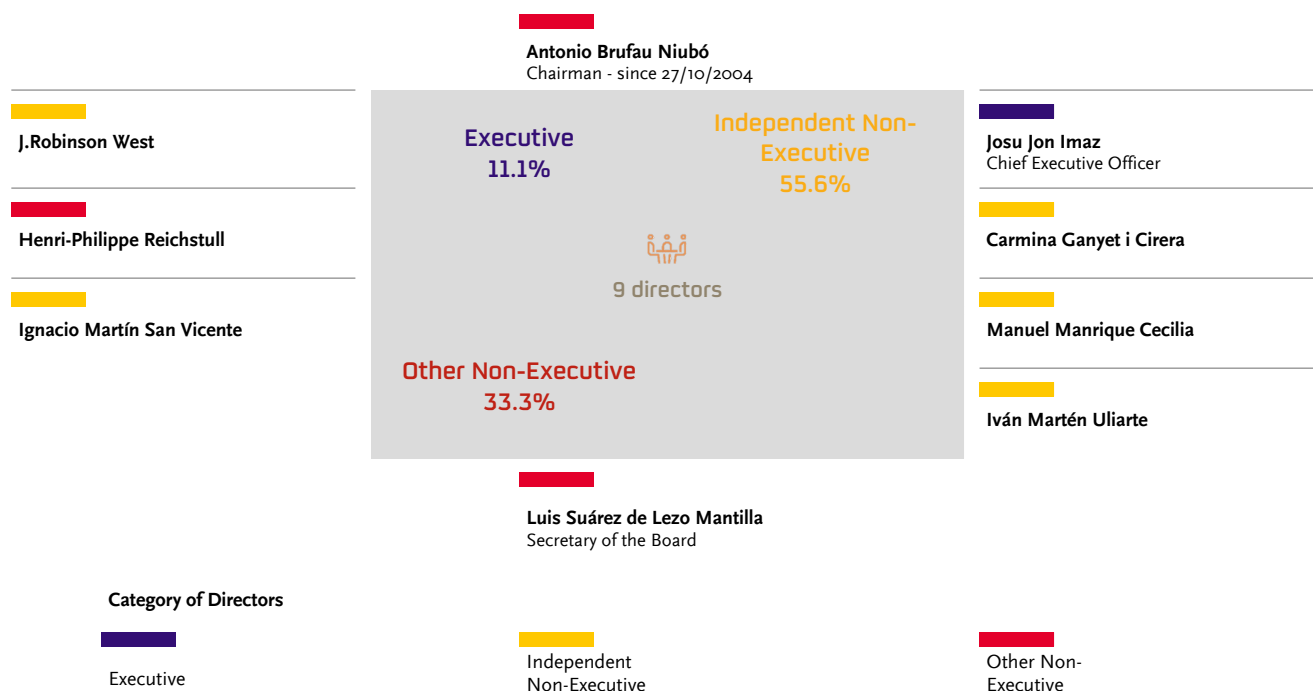 Antonio Brufau Niubó
Chairman - since 27/10/2004
J.Robinson West
Henri-Philippe Reichstull
Ignacio Martín San Vicente
Executive
11.1%
Independent Non-
Executive
55.6%
9 directors
Other Non-Executive
33.3%
Josu Jon Imaz
Chief Executive Officer
Carmina Ganyet i Cirera
Manuel Manrique Cecilia
Iván Martén Uliarte
Luis Suárez de Lezo Mantilla
Secretary of the Board
Category of Directors
Executive
Independent
Non-Executive
Other Non-
Executive